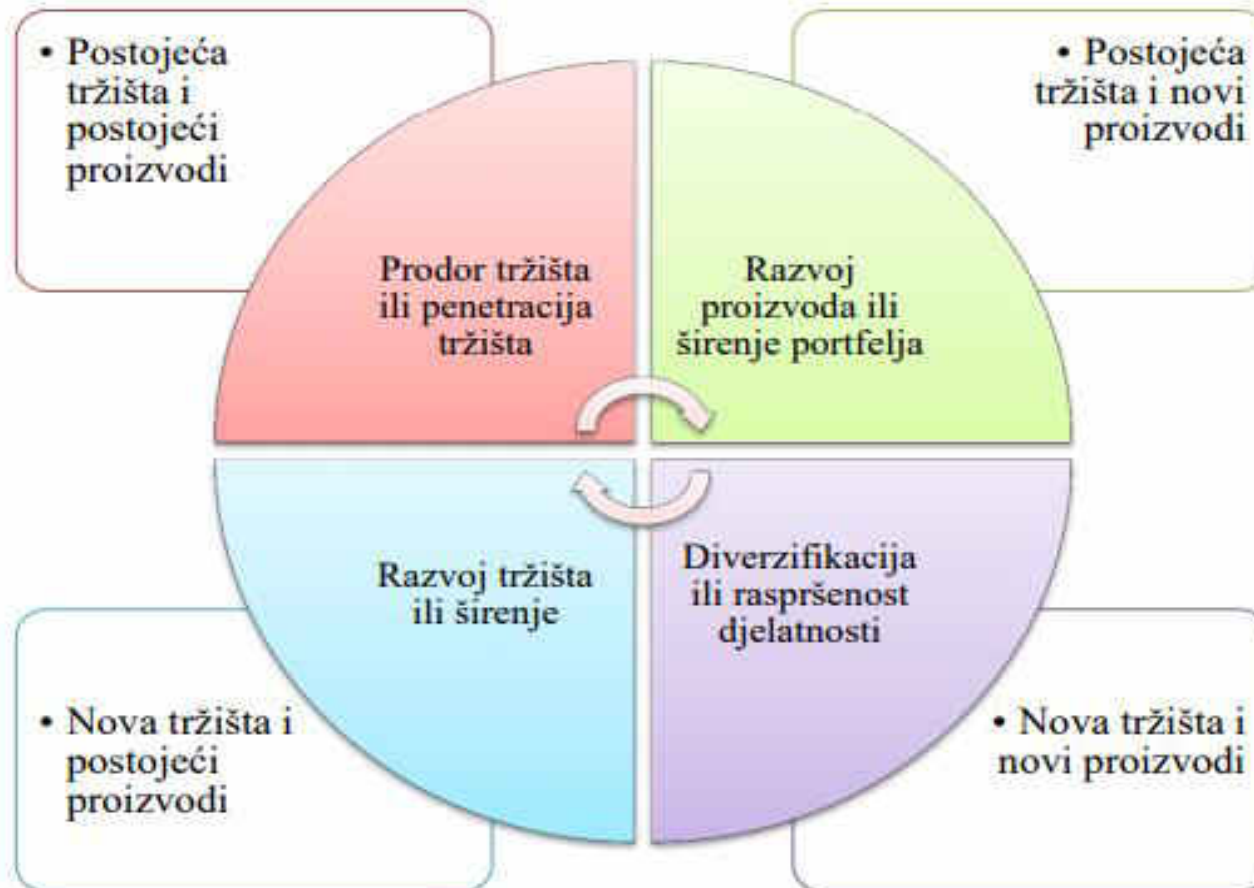 • Postojeća
tržišta i
postojeći
proizvodi
• Postojeća
tržišta i novi
proizvodi
Prodor tržišta
ili penetracija
tržišta
Razvoj
proizvoda ili
širenje portfelja
Razvoj tržišta
ili širenje
Diverzifikacija
ili raspršenost
djelatnosti
• Nova tržišta i
postojeći
proizvodi
• Nova tržišta i
novi proizvodi